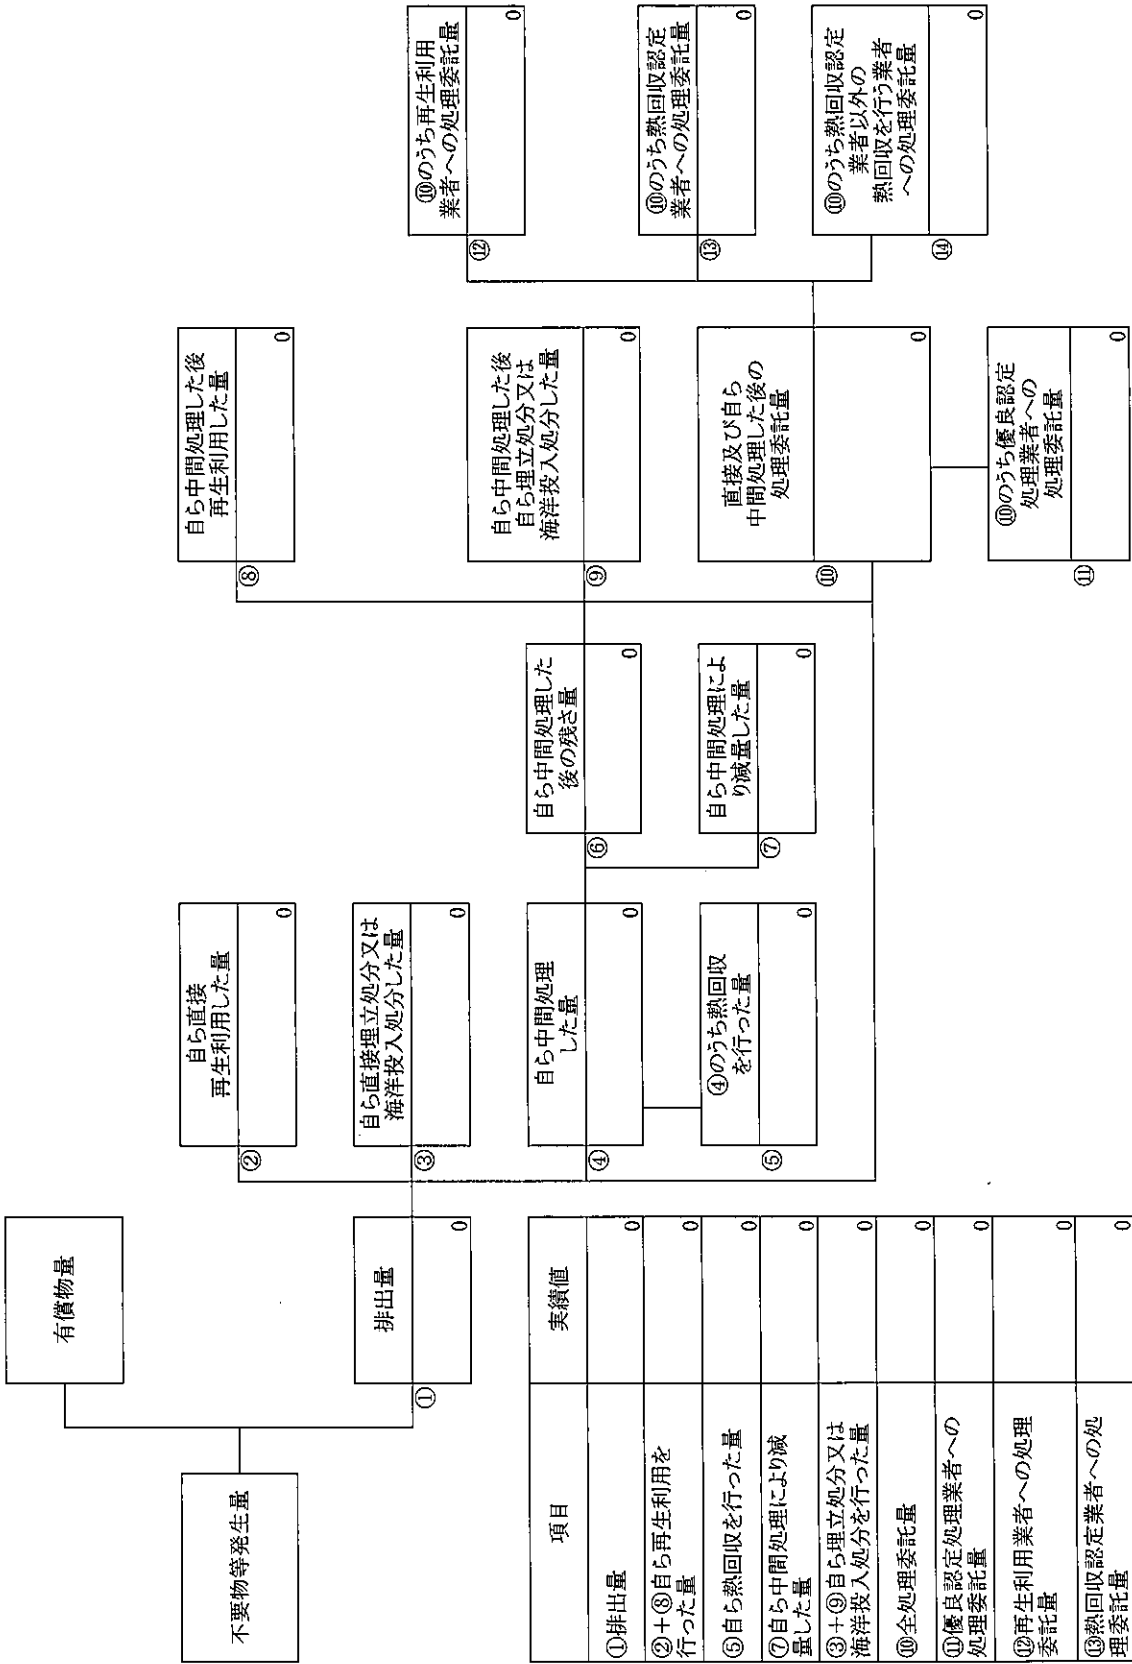 不要物等発生量
有償物量
排出量
①
0
自ら直接
再生利用した量
②
0
自ら直接埋立処分又は
海洋投入処分した量
③
0
自ら中間処理
した量
④
0
④のうち熱回収
を行った量
⑤
0
自ら中間処理した
後の残さ量
⑥
0
自ら中間処理によ
り減量した量
⑦
0
自ら中間処理した後
再生利用した量
⑧
0
自ら中間処理した後
自ら埋立処分又は
海洋投入処分した量
⑨
0
直接及び自ら
中間処理した後の
処理委託量
⑩
0
⑩のうち優良認定
処理業者への
処理委託量
⑪
0
⑩のうち再生利用
業者への処理委託量
⑫
0
⑩のうち熱回収認定
業者への処理委託量
⑬
0
⑩のうち熱回収認定
業者以外の
熱回収を行う業者
への処理委託量
⑭
0
項目 実績値
①排出量 0
②+⑧自ら再生利用を
行った量 0
⑤自ら熱回収を行った量 0
⑦自ら中間処理により減
量した量 0
③+⑨自ら埋立処分又は
海洋投入処分を行った量 0
⑩全処理委託量 0
⑪優良認定処理業者への
処理委託量 0
⑫再生利用業者への処理
委託量 0
⑬熱回収認定業者への処
理委託量 0